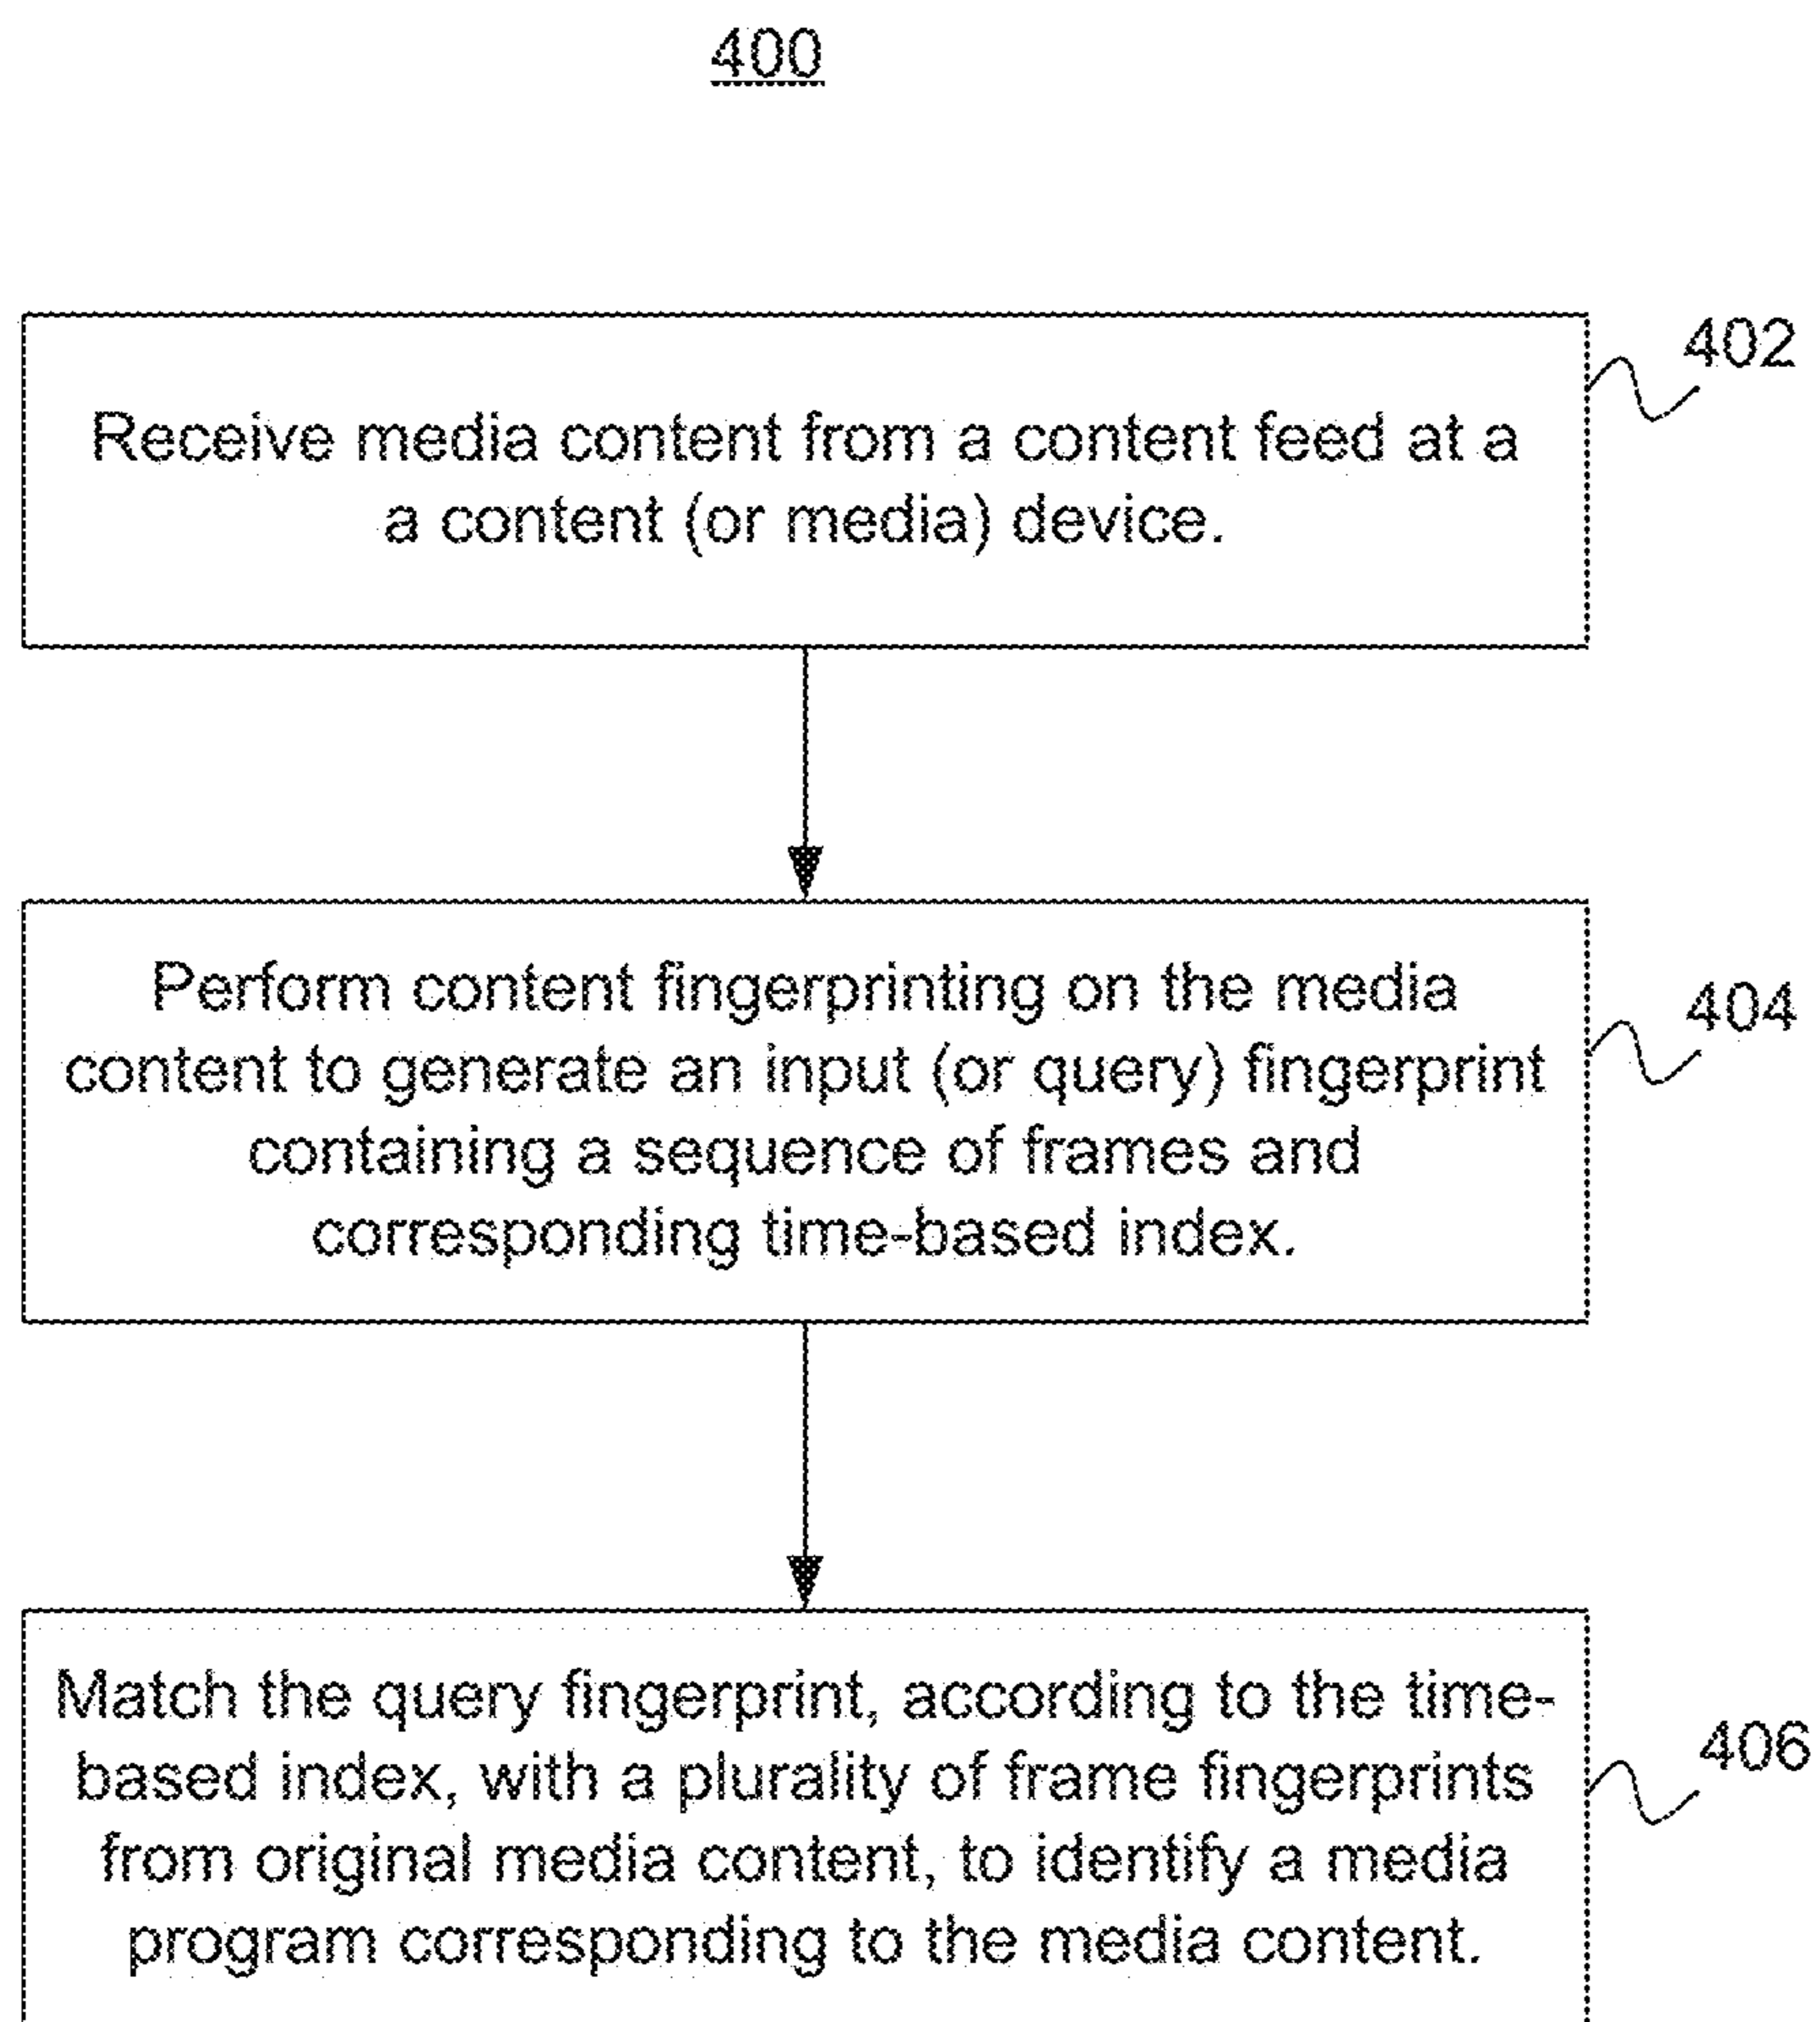 400
402
Receive media content from a content feed at a
a content (or media) device.
404
Perform content fingerprinting on the media
content to generate an input (or query) fingerprint
containing a sequence of frames and
corresponding time-based index.
406
Match the query fingerprint, according to the time-
based index, with a plurality of frame fingerprints
from original media content, to identify a media
program corresponding to the media content.